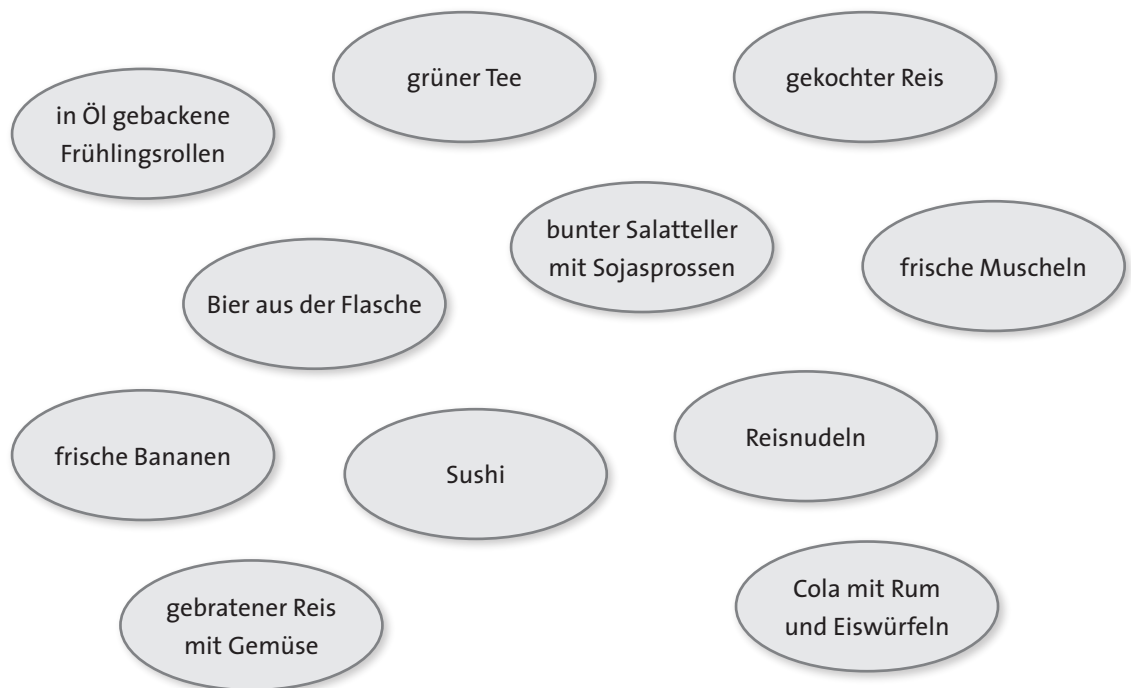 grüner Tee
gekochter Reis
in Öl gebackene
Frühlingsrollen
bunter Salatteller
mit Sojasprossen
frische Muscheln
Bier aus der Flasche
Reisnudeln
frische Bananen
Sushi
Cola mit Rum
und Eiswürfeln
gebratener Reis
mit Gemüse